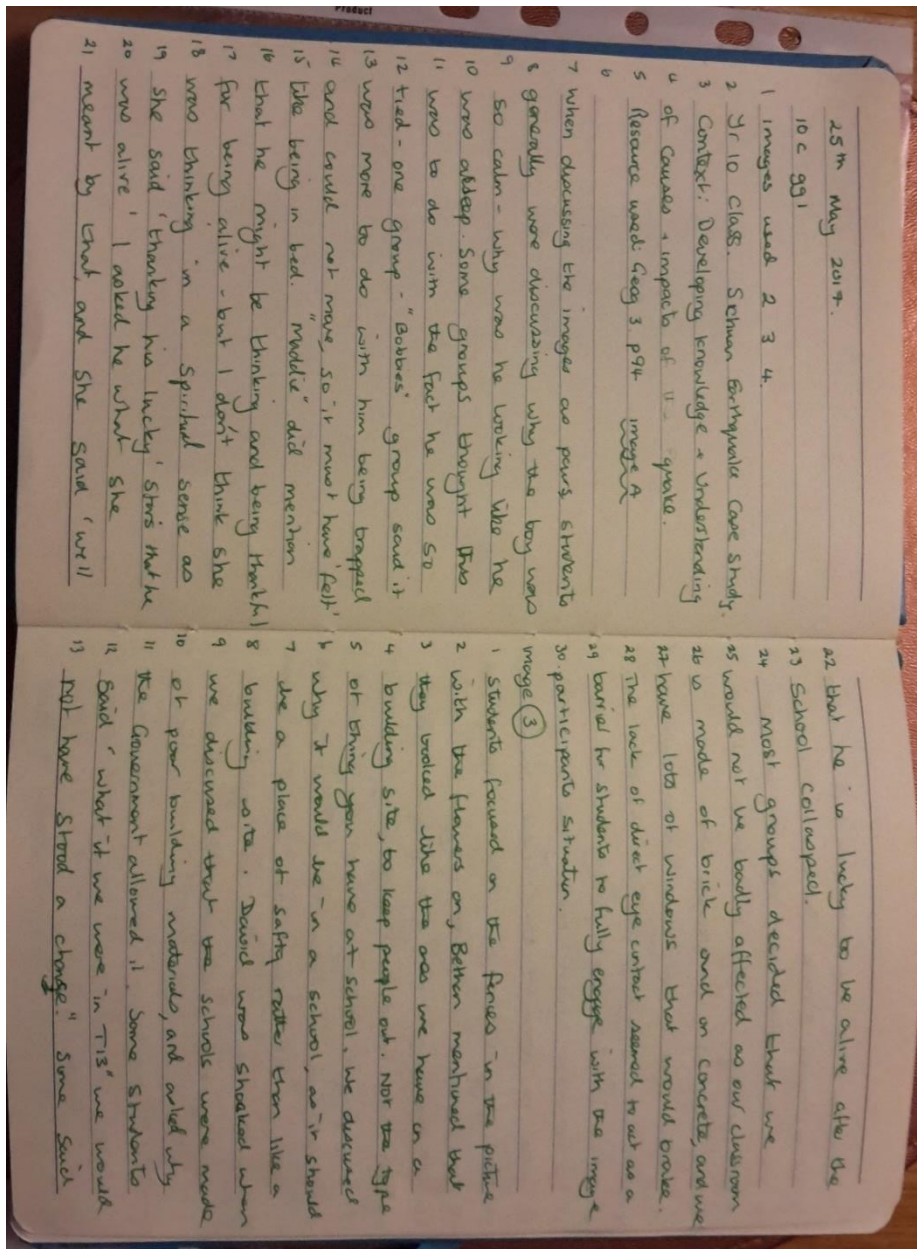 Product
25th May 2017.
10c gg1
1 images used 2 3 4.
2 Yr 10 class. Sichuan Earthquake Case Study.
3 Context: Developing knowledge + Understanding
4 of Causes + impacts of 11 - quake.
5 Resource used Geog 3 p94 image A
6
7 When discussing the images as pairs students
8 generally were discussing why the boy was
9 so calm - why was he looking like he
10 was asleep. Some groups thought this
11 was to do with the fact he was so
12 tied - one group - "Bobbies" group said it
13 was more to do with him being trapped
14 and could not move, so it must have 'felt'
15 like being in bed. "Maddie" did mention
16 that he might be thinking and being thankful
17 for being alive - but I don't think she
18 was thinking in a spiritual sense as
19 she said 'thanking his lucky' stars that he
20 was alive' I asked he what she
21 meant by that, and she said 'well
22 that he is lucky to be alive after the
23 School collasped.
24 most groups decided that we
25 would not be badly affected as our classroom
26 is made of brick and on concrete, and we
27 have lots of windows that would brake.
28 The lack of direct eye contact seemed to act as a
29 barrier for students to fully engage with the image
30. participants situation.
image 3
1 students focused on the fences in the picture
2 with the flowers on, Bethan mentioned that
3 they looked like the ones we have in a
4 building site, to keep people out. Not the type
5 of thing you have at school. We discussed
6 why it would be in a school, as it should
7 be a place of safty rather than like a
8 building site. David was shocked when
9 we discussed that the schools were made
10 of poor building materials, and asked why
11 the Government allowed it. Some Students
12 said "what if we were in T13" we would
13 not have stood a change." Some said